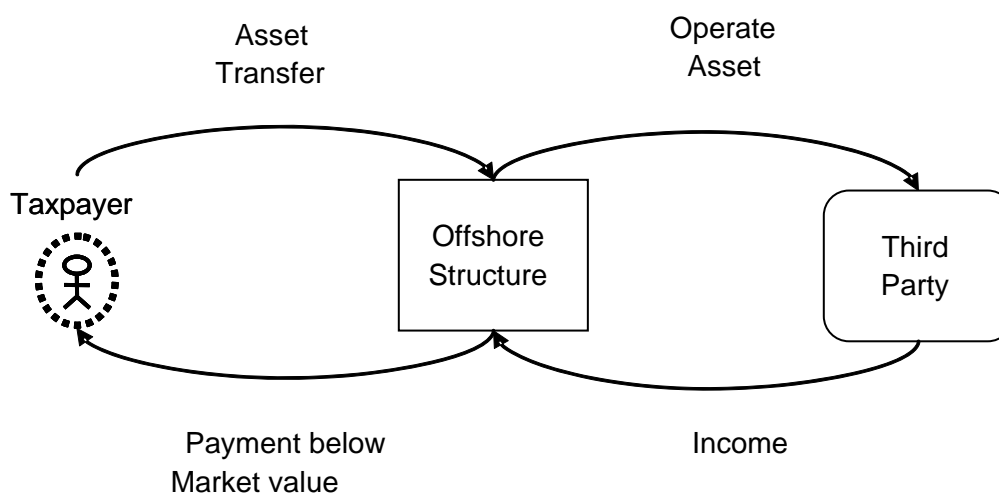 Asset
Transfer
Operate
Asset
Taxpayer
Offshore
Structure
Third
Party
Payment below
Market value
Income